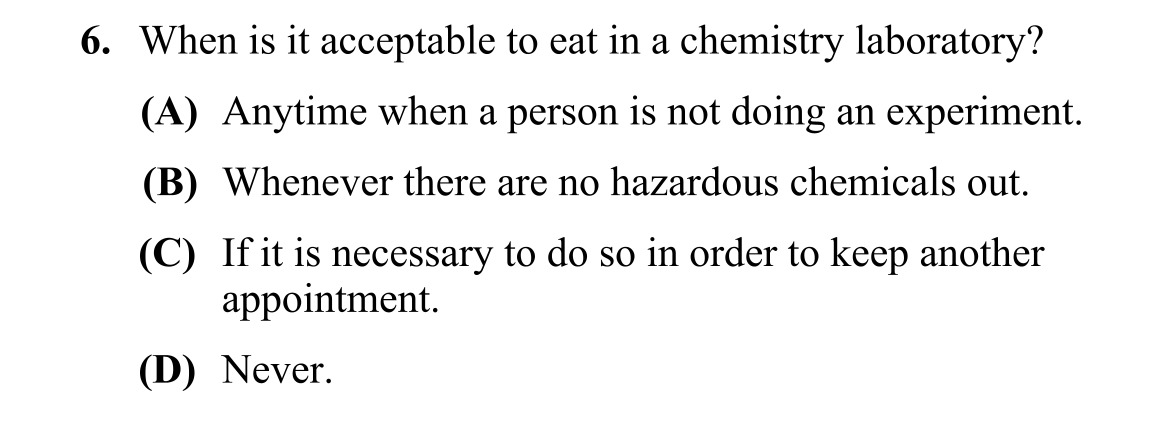 6. When is it acceptable to eat in a chemistry laboratory?
(A) Anytime when a person is not doing an experiment.
(B) Whenever there are no hazardous chemicals out.
(C) If it is necessary to do so in order to keep another
appointment.
(D) Never.